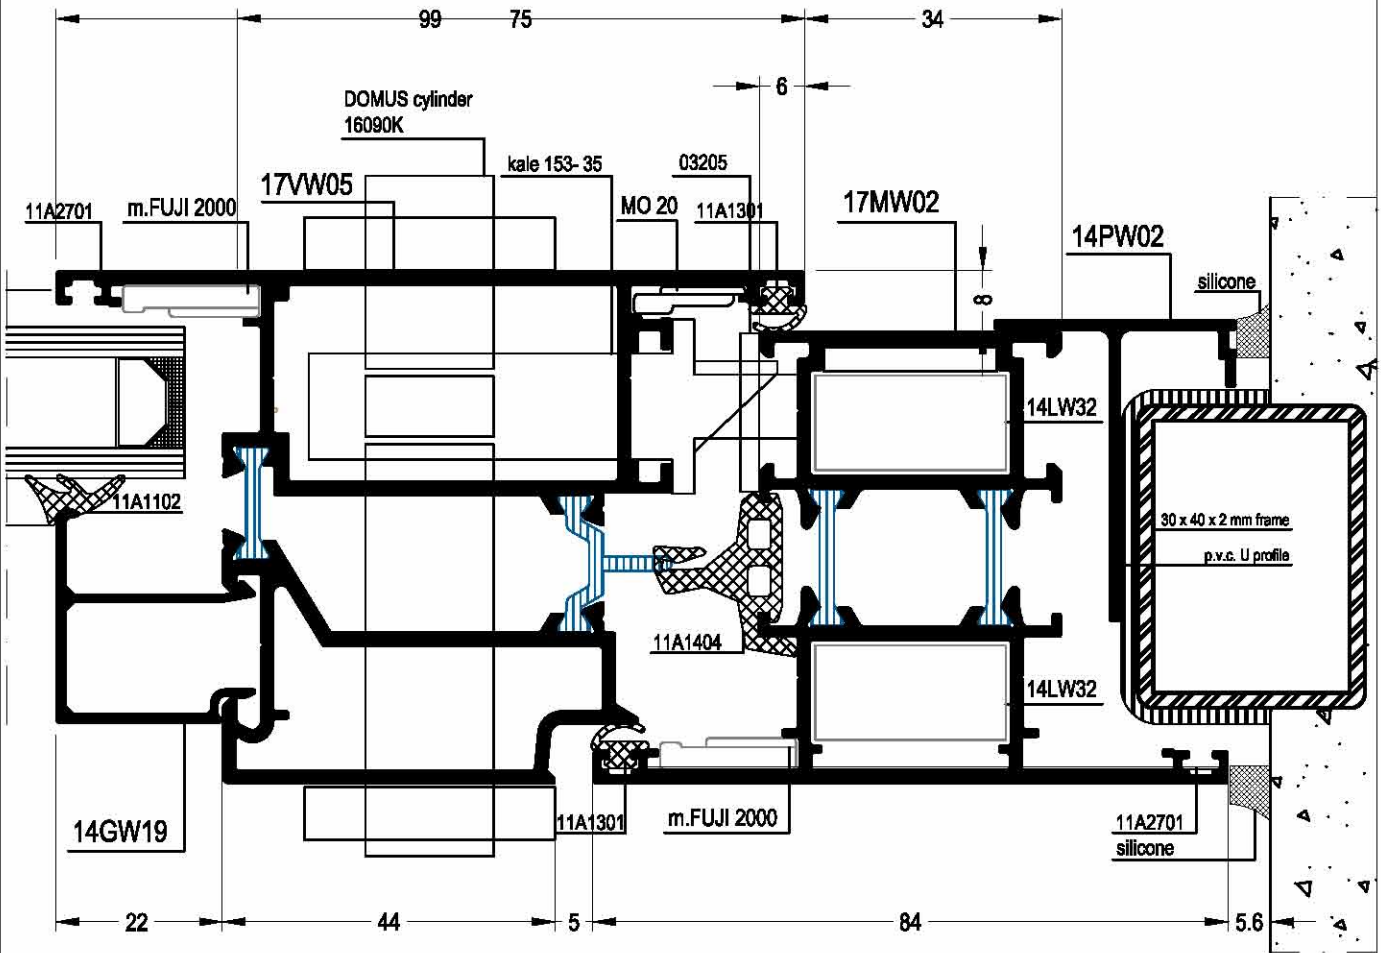 99 75 34
6
DOMUS cylinder
16090K
kale 153- 35
03205
17VW05
11A2701
m.FUJI 2000
MO 20
11A1301
17MW02
14PW02
silicone
8
14LW32
11A1102
30 x 40 x 2 mm frame
p.v.c. U profile
11A1404
14LW32
14GW19
11A1301
m.FUJI 2000
11A2701
silicone
22 44 5 84 5.6